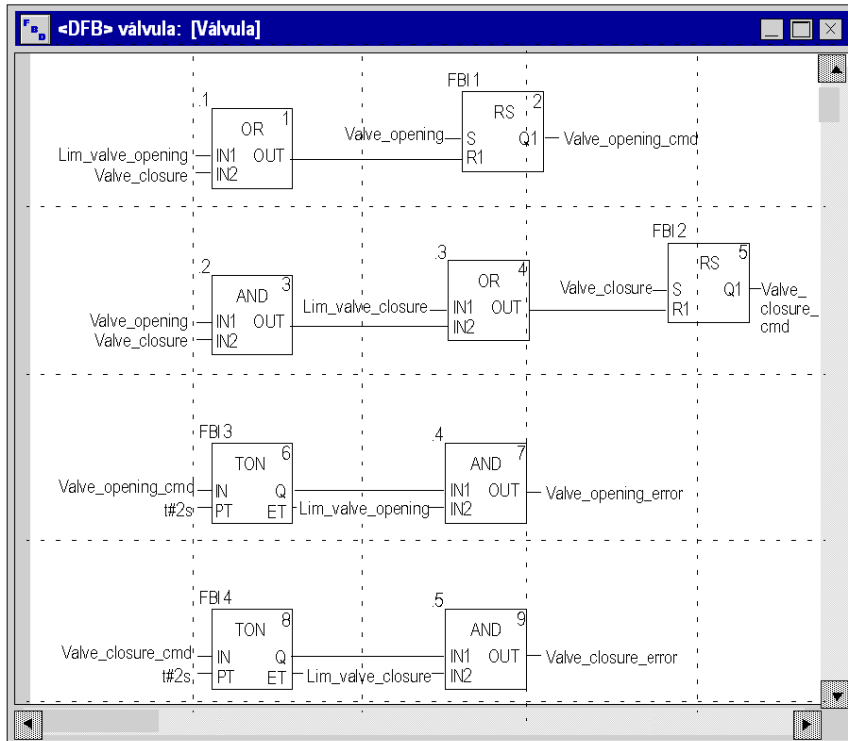 FBD <DFB> válvula: [Válvula]
FBI 1
.1
1
OR
IN1 OUT
IN2
Lim_valve_opening
Valve_closure
2
RS
S Q1
R1
Valve_opening
Valve_opening_cmd
FBI 2
.2
3
AND
IN1 OUT
IN2
Valve_opening
Valve_closure
.3
4
OR
IN1 OUT
IN2
Lim_valve_closure
5
RS
S Q1
R1
Valve_closure
Valve_
closure_
cmd
FBI 3
6
TON
IN Q
PT ET
Valve_opening_cmd
t#2s
.4
7
AND
IN1 OUT
IN2
Lim_valve_opening
Valve_opening_error
FBI 4
8
TON
IN Q
PT ET
Valve_closure_cmd
t#2s
.5
9
AND
IN1 OUT
IN2
Lim_valve_closure
Valve_closure_error